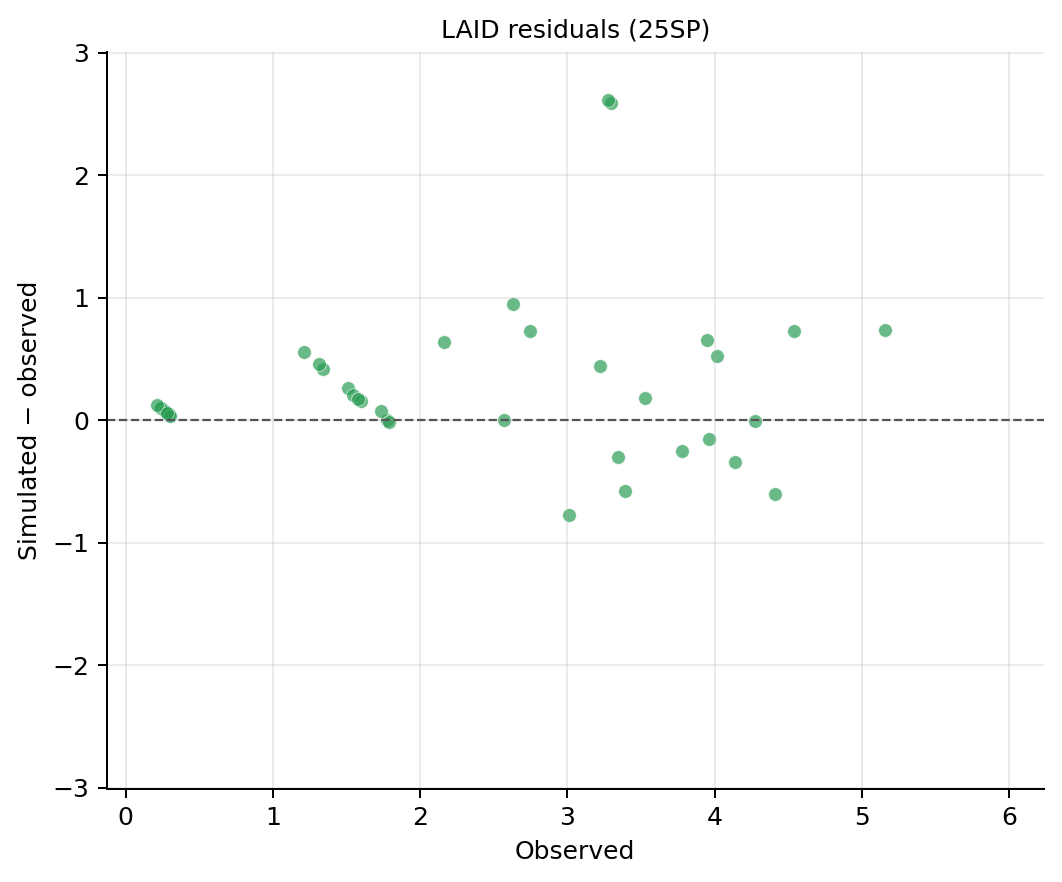 LAID residuals (25SP)
3
2
1
0
−1
−2
−3
Simulated − observed
0 1 2 3 4 5 6
Observed